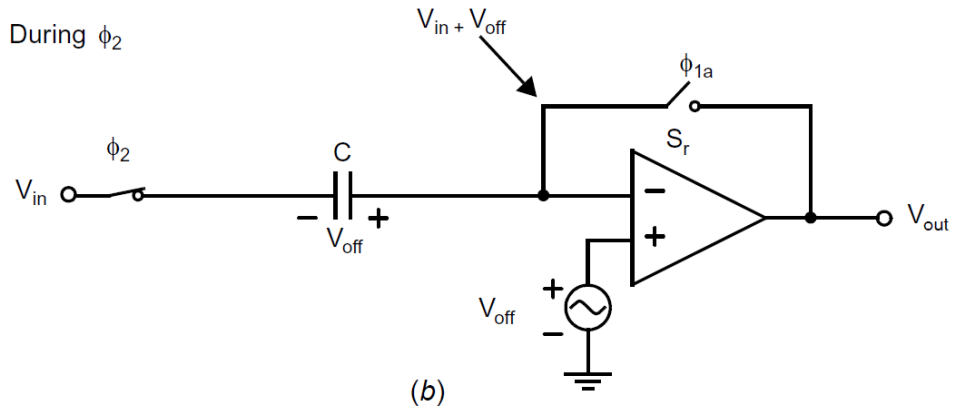 During ϕ2
Vin + Voff
ϕ1a
Sr
ϕ2
C
Vin
− +
Voff
−
+
Vout
Voff
+
−
(b)